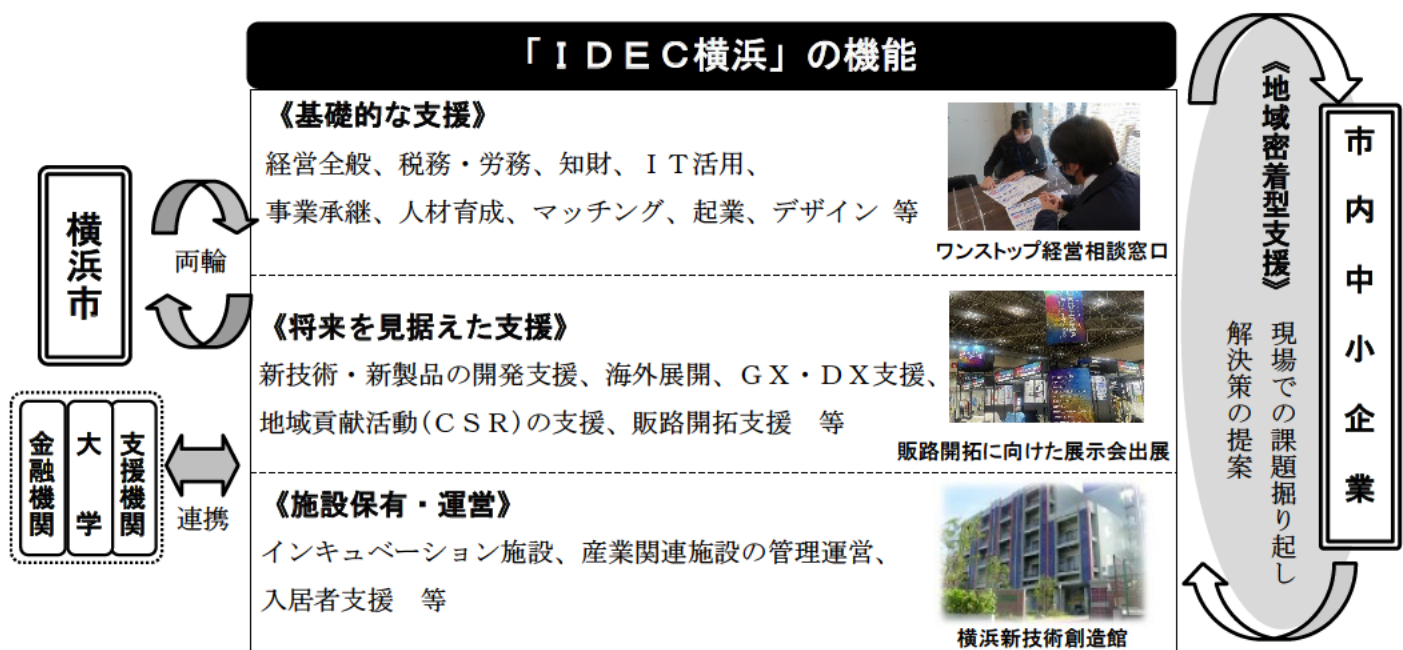 「ＩＤＥＣ横浜」の機能
《基礎的な支援》
経営全般、税務・労務、知財、ＩＴ活用、
事業承継、人材育成、マッチング、起業、デザイン 等
ワンストップ経営相談窓口
《将来を見据えた支援》
新技術・新製品の開発支援、海外展開、ＧＸ・ＤＸ支援、
地域貢献活動(ＣＳＲ)の支援、販路開拓支援　等
販路開拓に向けた展示会出展
《施設保有・運営》
インキュベーション施設、産業関連施設の管理運営、
入居者支援　等
横浜新技術創造館
横浜市
両輪
金融機関
大学
支援機関
連携
《地域密着型支援》
現場での課題掘り起し
解決策の提案
市内中小企業